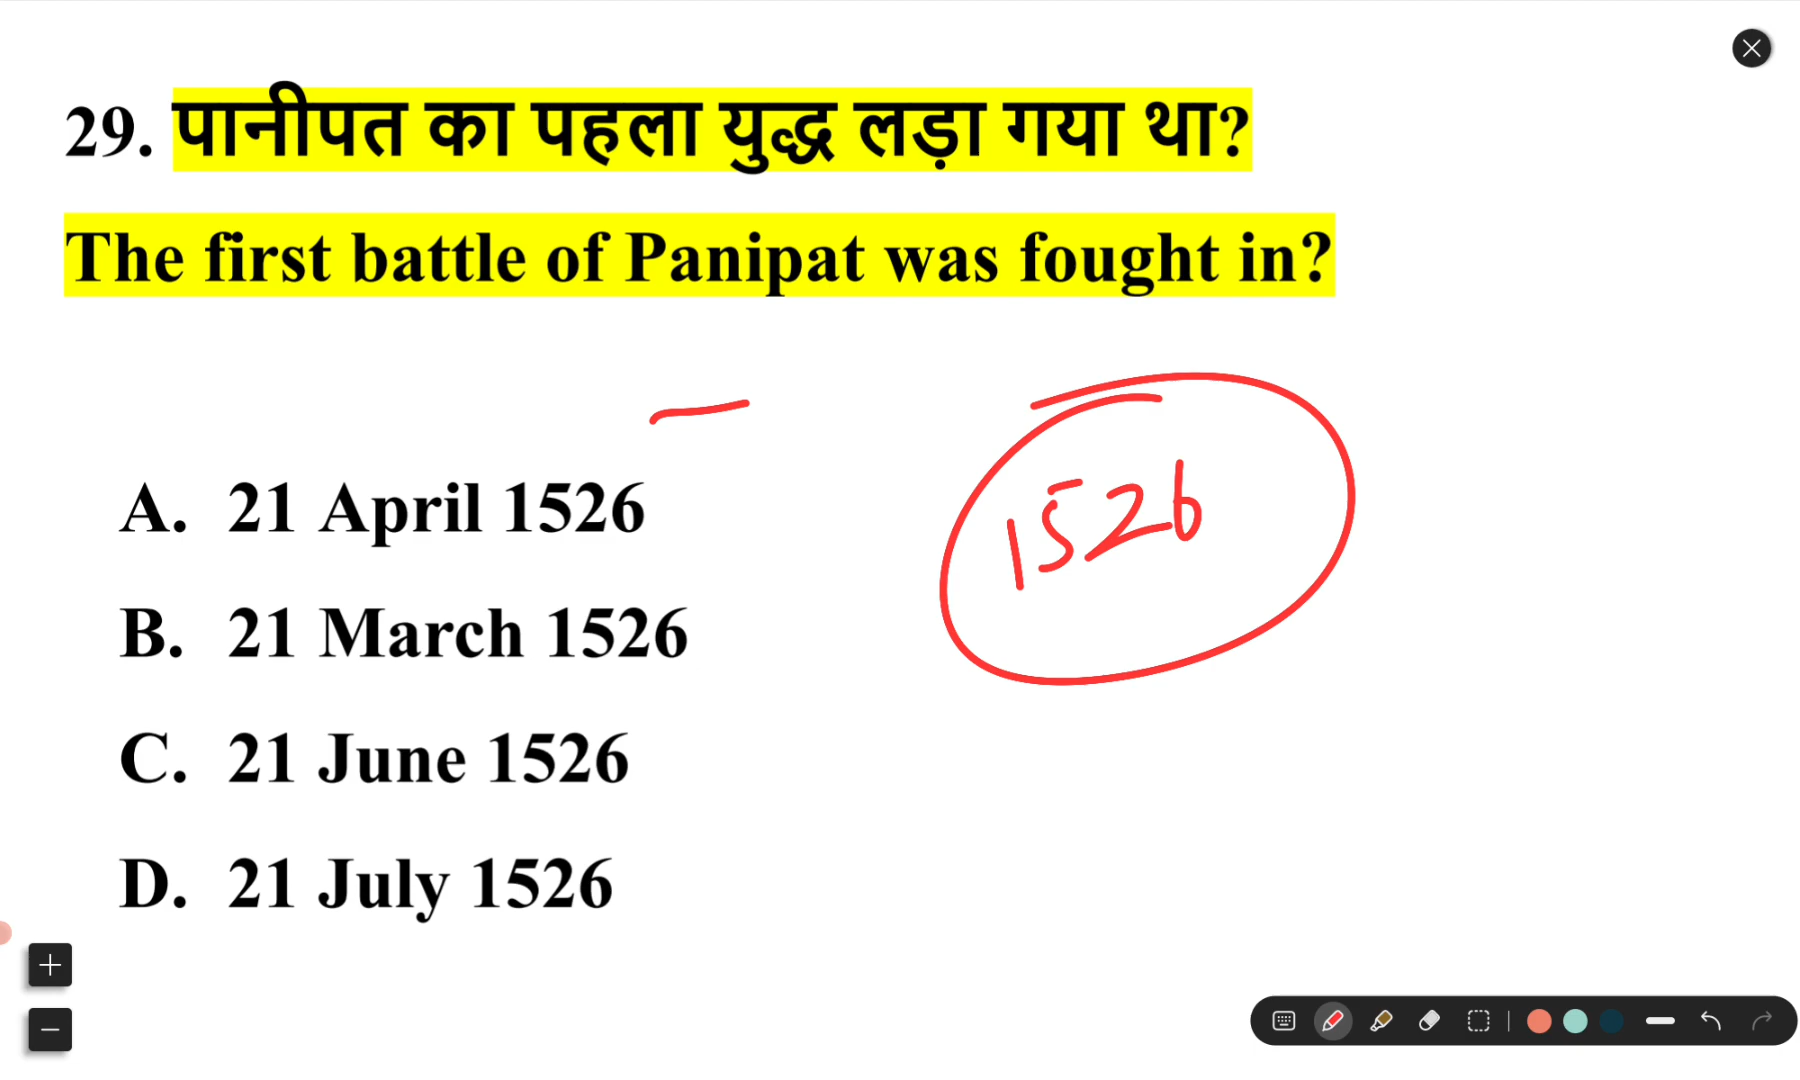 29. पानीपत का पहला युद्ध लड़ा गया था?
The first battle of Panipat was fought in?
A. 21 April 1526
1526
B. 21 March 1526
C. 21 June 1526
D. 21 July 1526